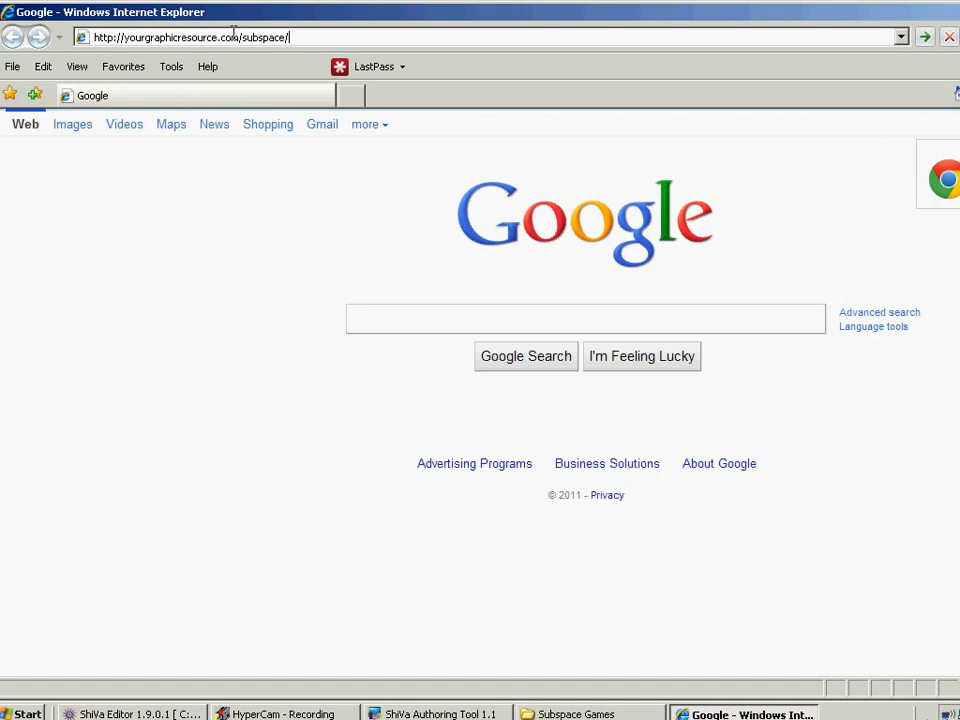 Google - Windows Internet Explorer
http://yourgraphicresource.com/subspace/
File Edit View Favorites Tools Help LastPass
Google
Web Images Videos Maps News Shopping Gmail more
Google
Advanced search
Language tools
Google Search I'm Feeling Lucky
Advertising Programs Business Solutions About Google
© 2011 - Privacy
Start ShiVa Editor 1.9.0.1 [ C:... HyperCam - Recording ShiVa Authoring Tool 1.1 Subspace Games Google - Windows Int...